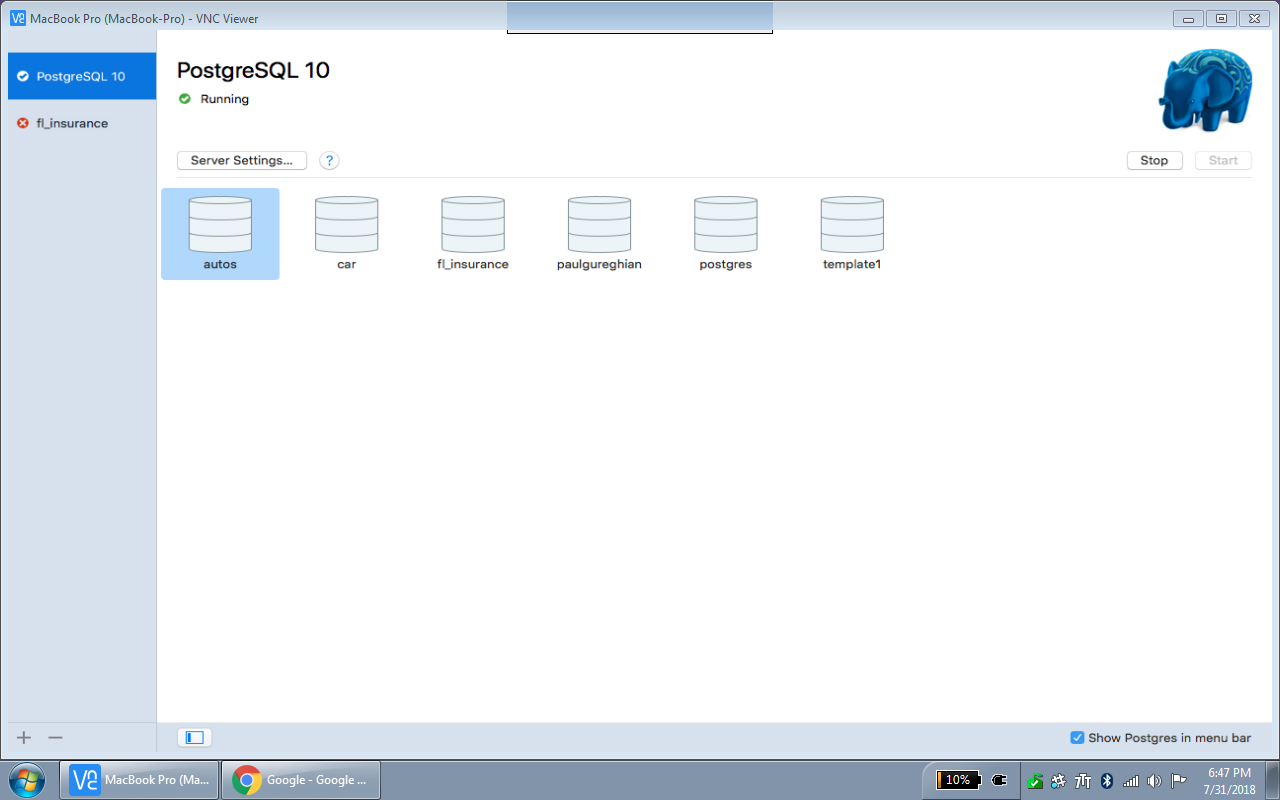 MacBook Pro (MacBook-Pro) - VNC Viewer
PostgreSQL 10
fl_insurance
PostgreSQL 10
Running
Server Settings...
?
Stop
Start
autos
car
fl_insurance
paulgureghian
postgres
template1
Show Postgres in menu bar
MacBook Pro (Ma...
Google - Google ...
10%
6:47 PM
7/31/2018